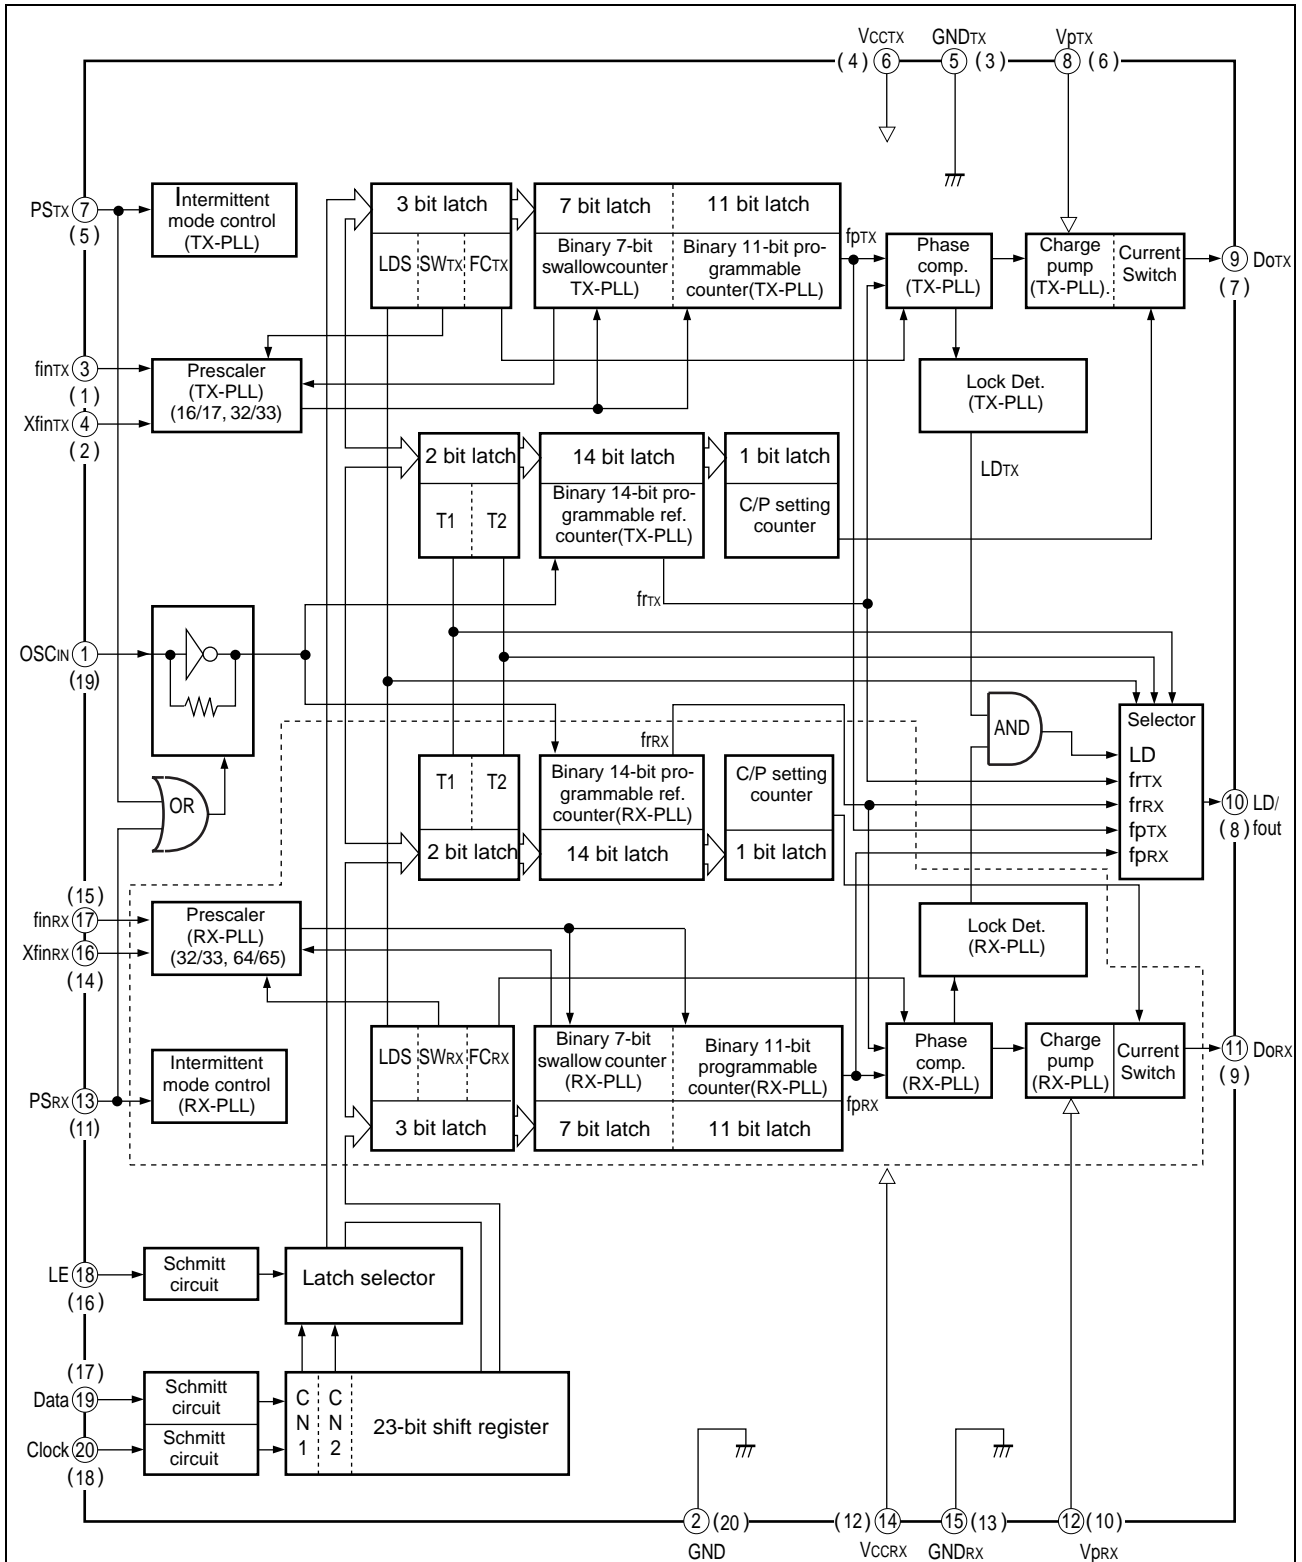 VCCTX GNDTX VpTX
(4) 6 5 (3) 8 (6)
PSTX 7
(5)
Intermittent
mode control
(TX-PLL)
3 bit latch
LDS SWTX FCTX
7 bit latch 11 bit latch
Binary 7-bit
swallowcounter
TX-PLL)
Binary 11-bit pro-
grammable
counter(TX-PLL)
fpTX
Phase
comp.
(TX-PLL)
Charge
pump
(TX-PLL).
Current
Switch
9 DoTX
(7)
finTX 3
(1)
XfinTX 4
(2)
Prescaler
(TX-PLL)
(16/17, 32/33)
Lock Det.
(TX-PLL)
LDTX
2 bit latch
T1 T2
14 bit latch
Binary 14-bit pro-
grammable ref.
counter(TX-PLL)
1 bit latch
C/P setting
counter
frTX
OSCIN 1
(19)
OR
AND
Selector
LD
frTX
frRX
fpTX
fpRX
10 LD/
(8) fout
frRX
T1 T2
2 bit latch
Binary 14-bit pro-
grammable ref.
counter(RX-PLL)
14 bit latch
C/P setting
counter
1 bit latch
(15)
finRX 17
XfinRX 16
(14)
Prescaler
(RX-PLL)
(32/33, 64/65)
Lock Det.
(RX-PLL)
LDS SWRX FCRX
3 bit latch
Binary 7-bit
swallow counter
(RX-PLL)
Binary 11-bit
programmable
counter(RX-PLL)
7 bit latch 11 bit latch
fpRX
Phase
comp.
(RX-PLL)
Charge
pump
(RX-PLL)
Current
Switch
11 DoRX
(9)
Intermittent
mode control
(RX-PLL)
PSRX 13
(11)
LE 18
(16)
Schmitt
circuit
Latch selector
(17)
Data 19
Schmitt
circuit
Clock 20
(18)
Schmitt
circuit
C
N
1
C
N
2
23-bit shift register
2 (20) (12) 14 15 (13) 12 (10)
GND VCCRX GNDRX VpRX